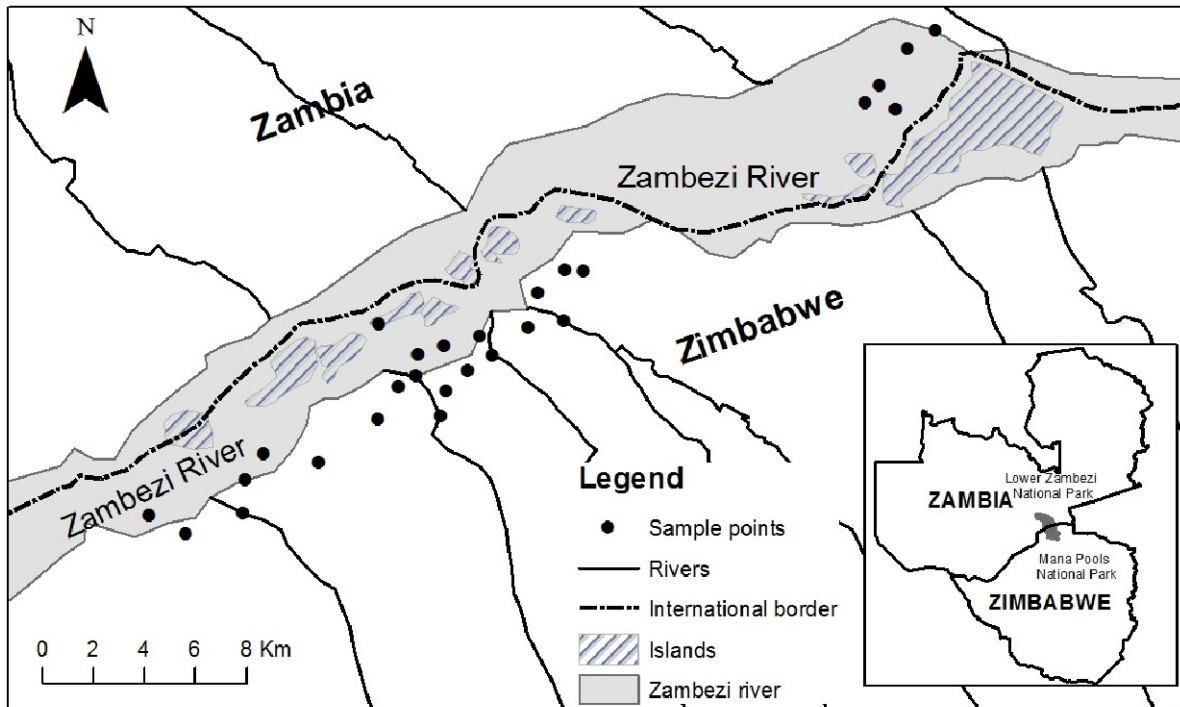 N
Zambia
Zambezi River
Zimbabwe
Zambezi River
Legend
Sample points
Rivers
International border
Islands
Zambezi river
0 2 4 8 Km
Lower Zambezi
National Park
ZAMBIA
Mana Pools
National Park
ZIMBABWE